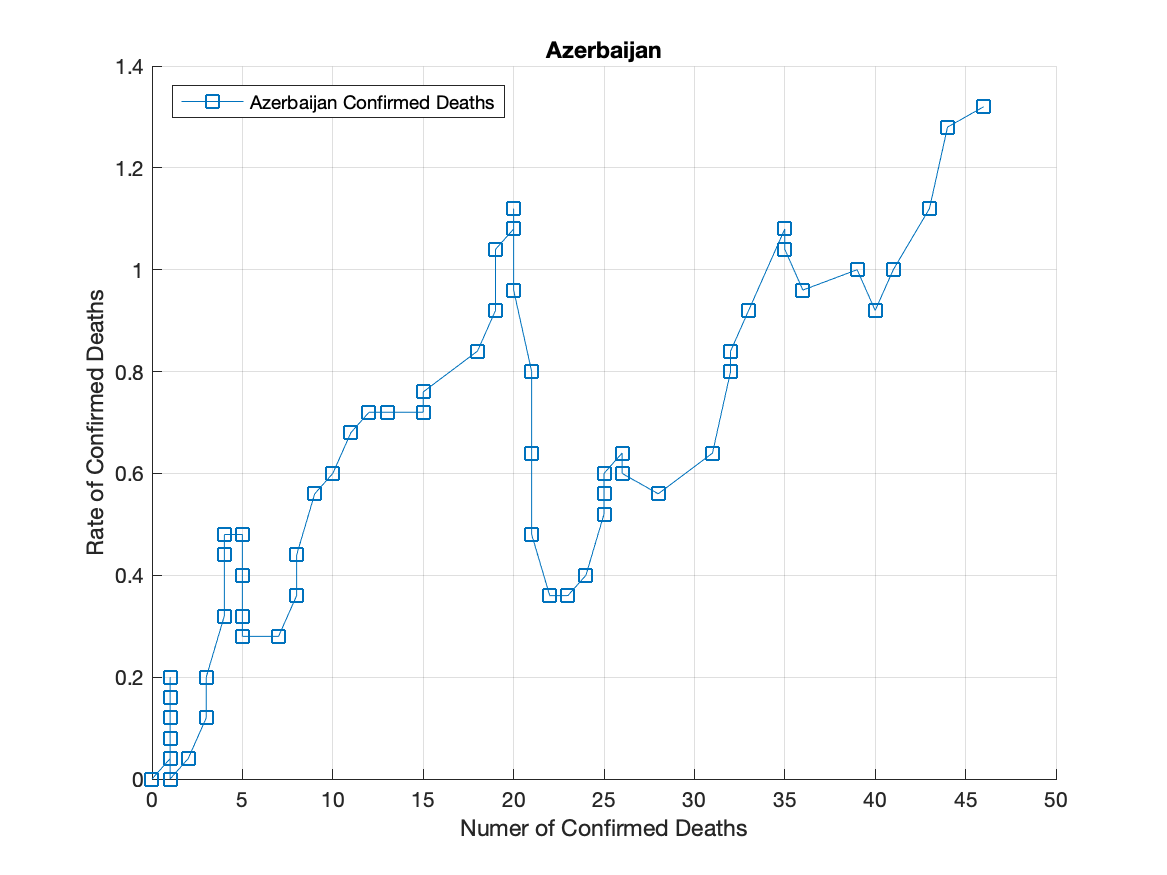 Azerbaijan
Azerbaijan Confirmed Deaths
Rate of Confirmed Deaths
1.4
1.2
1
0.8
0.6
0.4
0.2
0
0 5 10 15 20 25 30 35 40 45 50
Numer of Confirmed Deaths